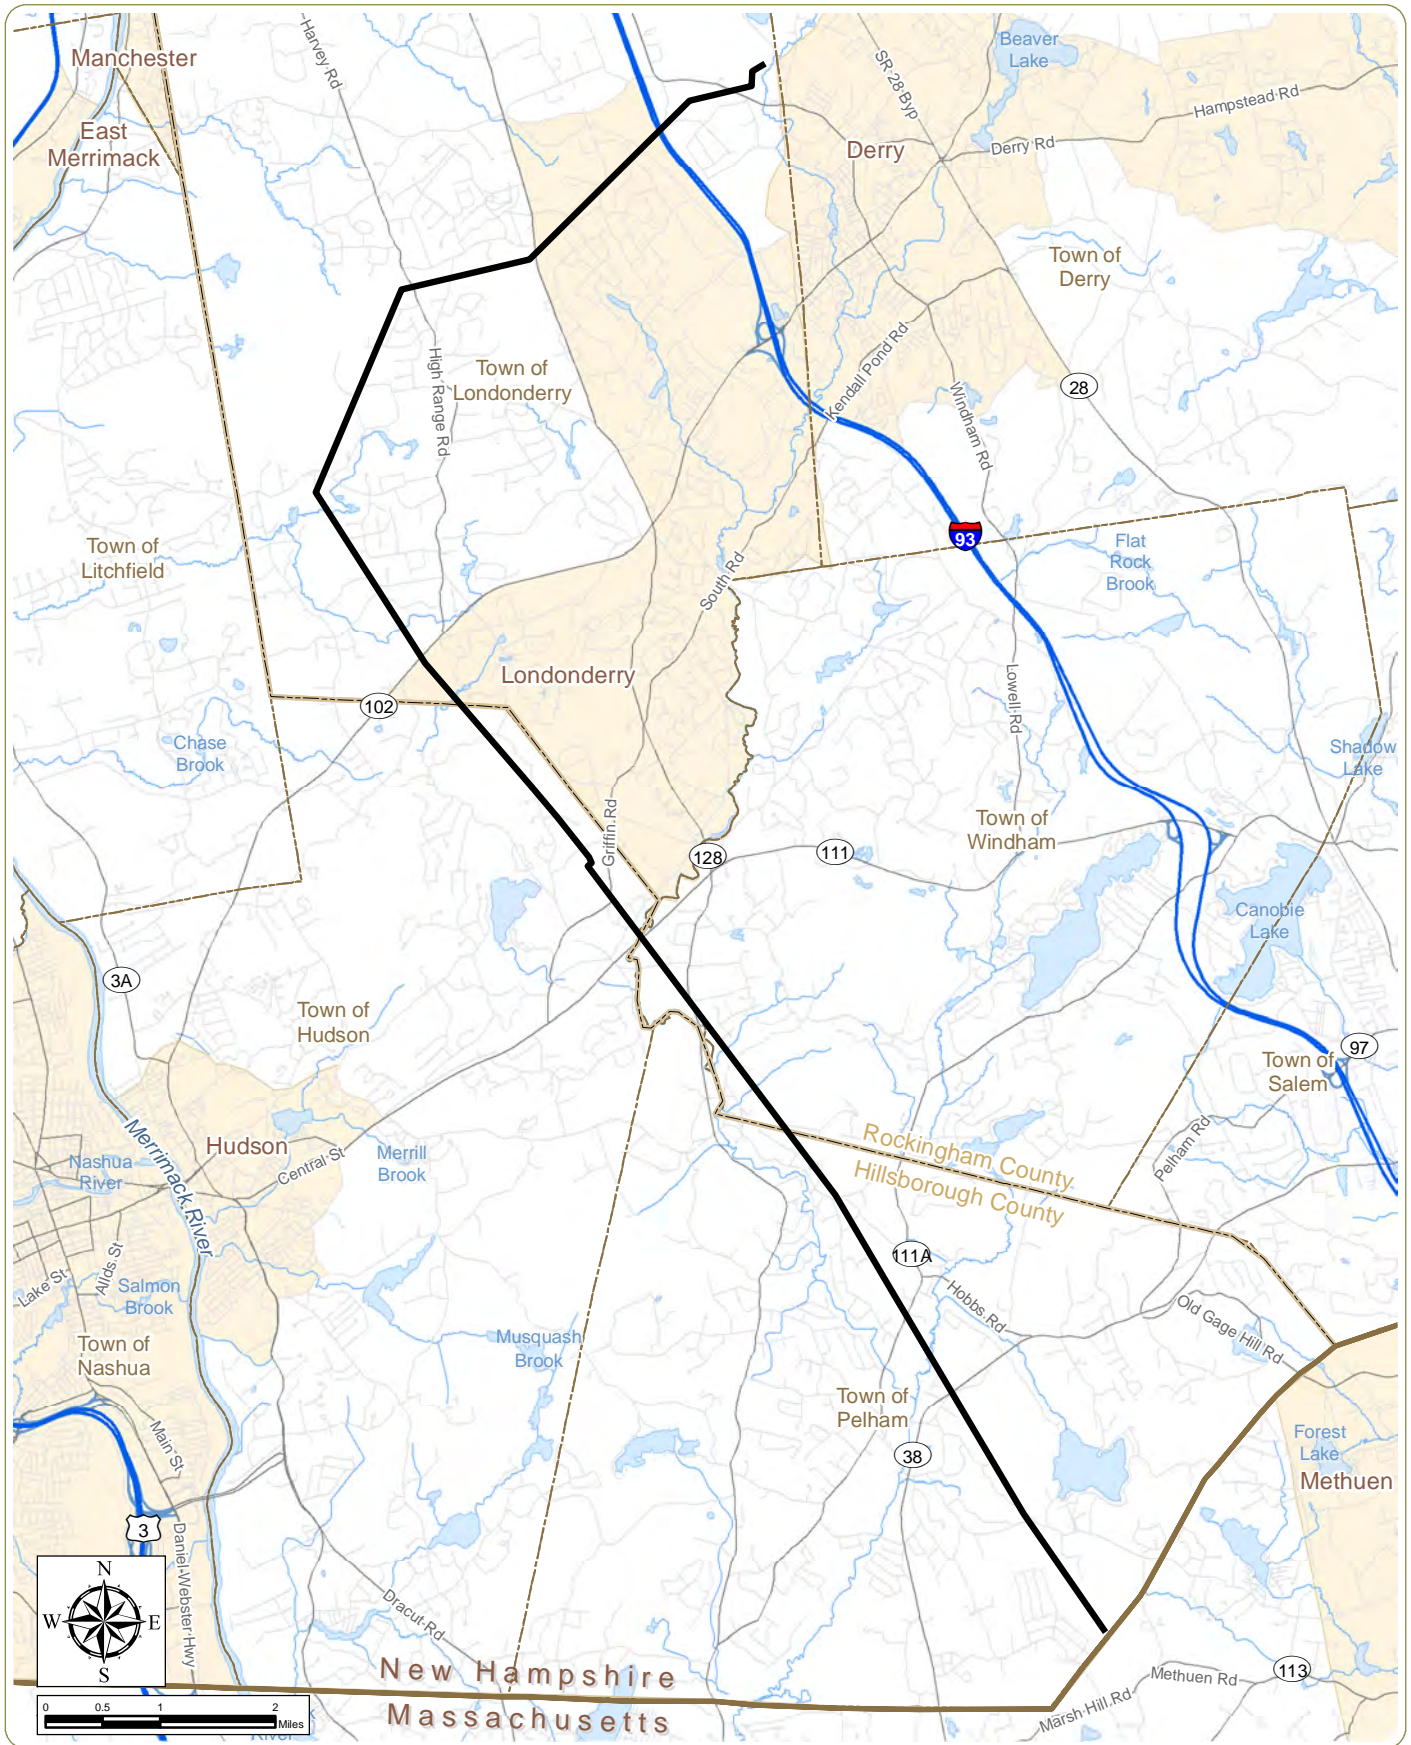 Manchester
East
Merrimack
Harvey Rd
SR 28 Byp
Beaver
Lake
Hampstead Rd
Derry Rd
Derry
Town of
Derry
High Range Rd
Town of
Londonderry
Kendall Pond Rd
Windham Rd
28
Town of
Litchfield
93
Flat
Rock
Brook
South Rd
Londonderry
Lowell Rd
102
Chase
Brook
Shadow
Lake
Griffin Rd
Town of
Windham
128
111
Canobie
Lake
3A
Town of
Hudson
97
Town of
Salem
Merrimack River
Hudson
Central St
Merrill
Brook
Nashua
River
Rockingham County
Hillsborough County
Pelham Rd
Allds St
Lake St
Salmon
Brook
111A
Hobbs Rd
Old Gage Hill Rd
Town of
Nashua
Musquash
Brook
Town of
Pelham
Main St
38
Forest
Lake
Methuen
3
Daniel Webster Hwy
N
W
E
S
Dracut Rd
New Hampshire
Massachusetts
Methuen Rd
113
Marsh Hill Rd
0 0.5 1 2
Miles
River